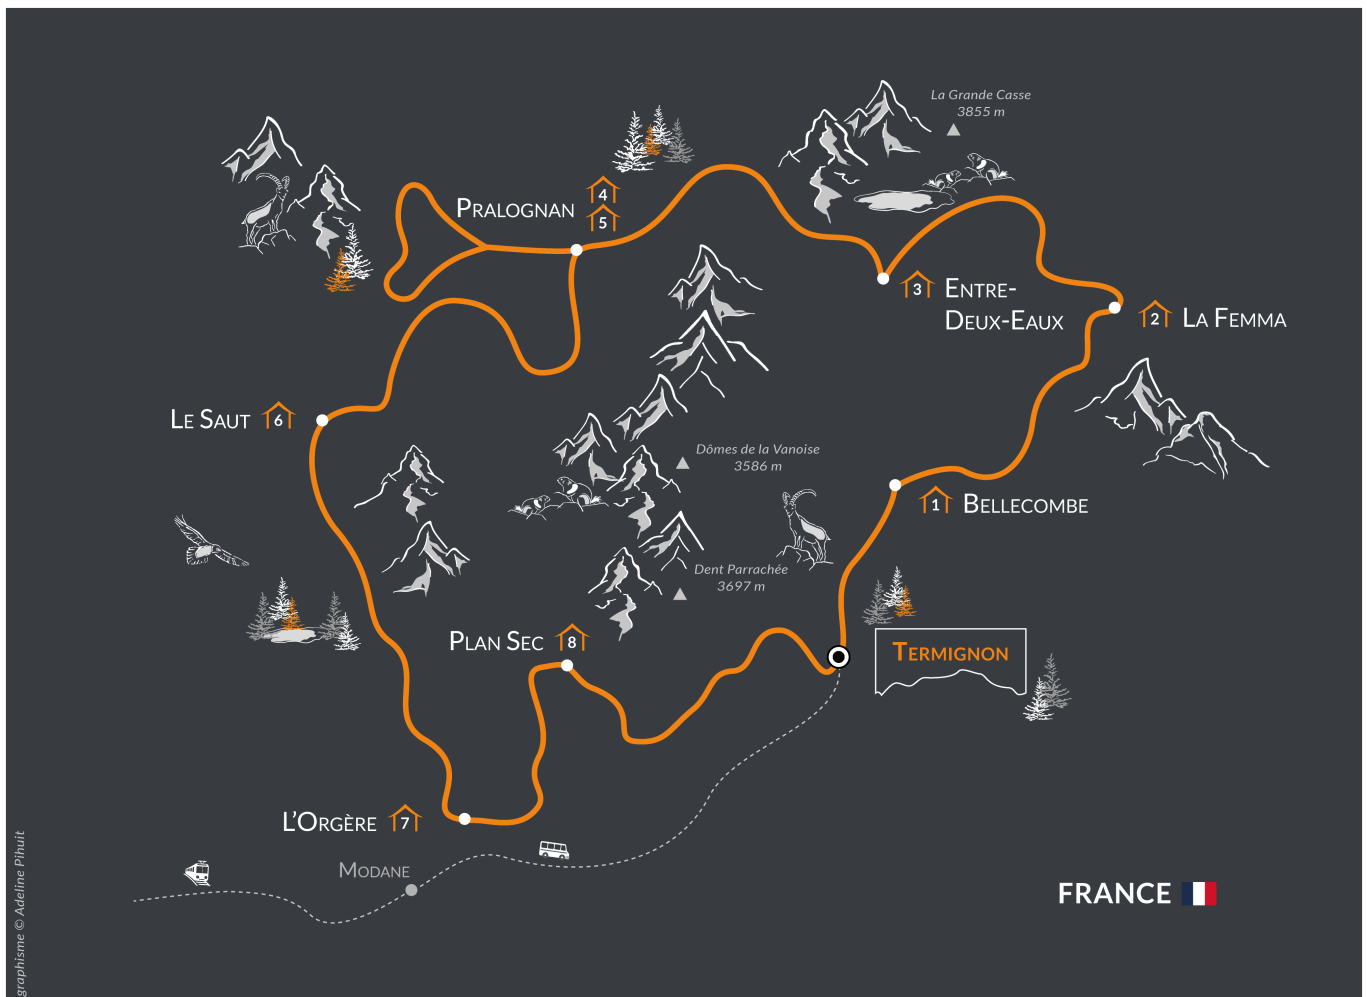 La Grande Casse
3855 m
4
PRALOGNAN
5
3
ENTRE-
DEUX-EAUX
2
LA FEMMA
LE SAUT
6
Dômes de la Vanoise
3586 m
1
BELLECOMBE
Dent Parrachée
3697 m
PLAN SEC
8
TERMIGNON
L'ORGÈRE
7
MODANE
FRANCE
graphisme © Adeline Pihuit